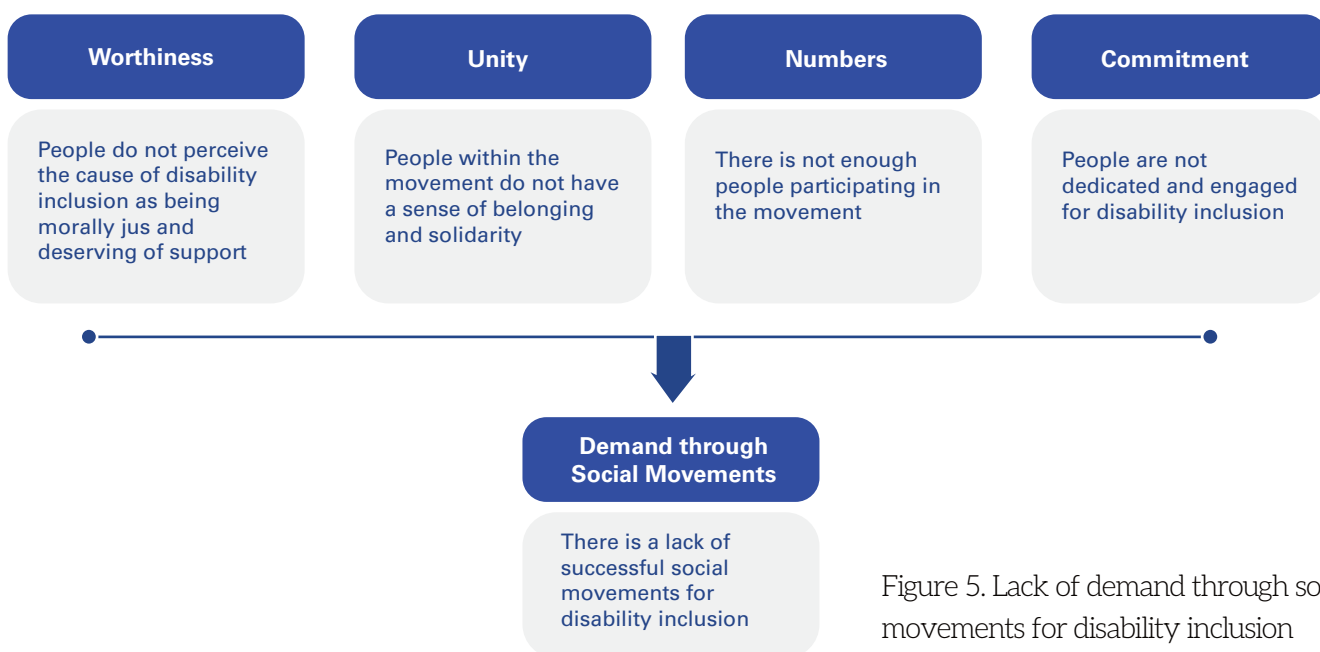 Worthiness
People do not perceive
the cause of disability
inclusion as being
morally jus and
deserving of support
Unity
People within the
movement do not have
a sense of belonging
and solidarity
Numbers
There is not enough
people participating in
the movement
Commitment
People are not
dedicated and engaged
for disability inclusion
Demand through
Social Movements
There is a lack of
successful social
movements for
disability inclusion
Figure 5. Lack of demand through so
movements for disability inclusion